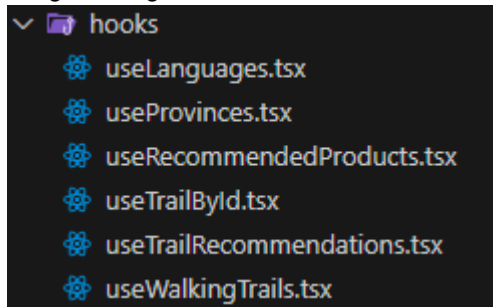 hooks
useLanguages.tsx
useProvinces.tsx
useRecommendedProducts.tsx
useTrailById.tsx
useTrailRecommendations.tsx
useWalkingTrails.tsx